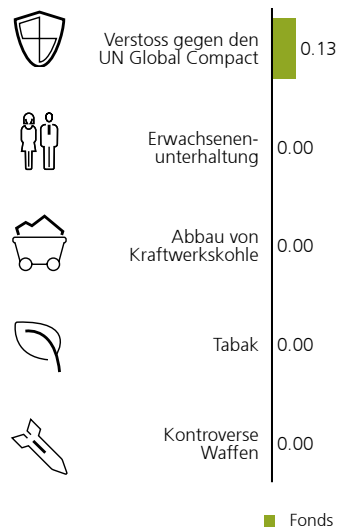 Verstoss gegen den
UN Global Compact
0.13
Erwachsenen-
unterhaltung
0.00
Abbau von
Kraftwerkskohle
0.00
Tabak
0.00
Kontroverse
Waffen
0.00
Fonds